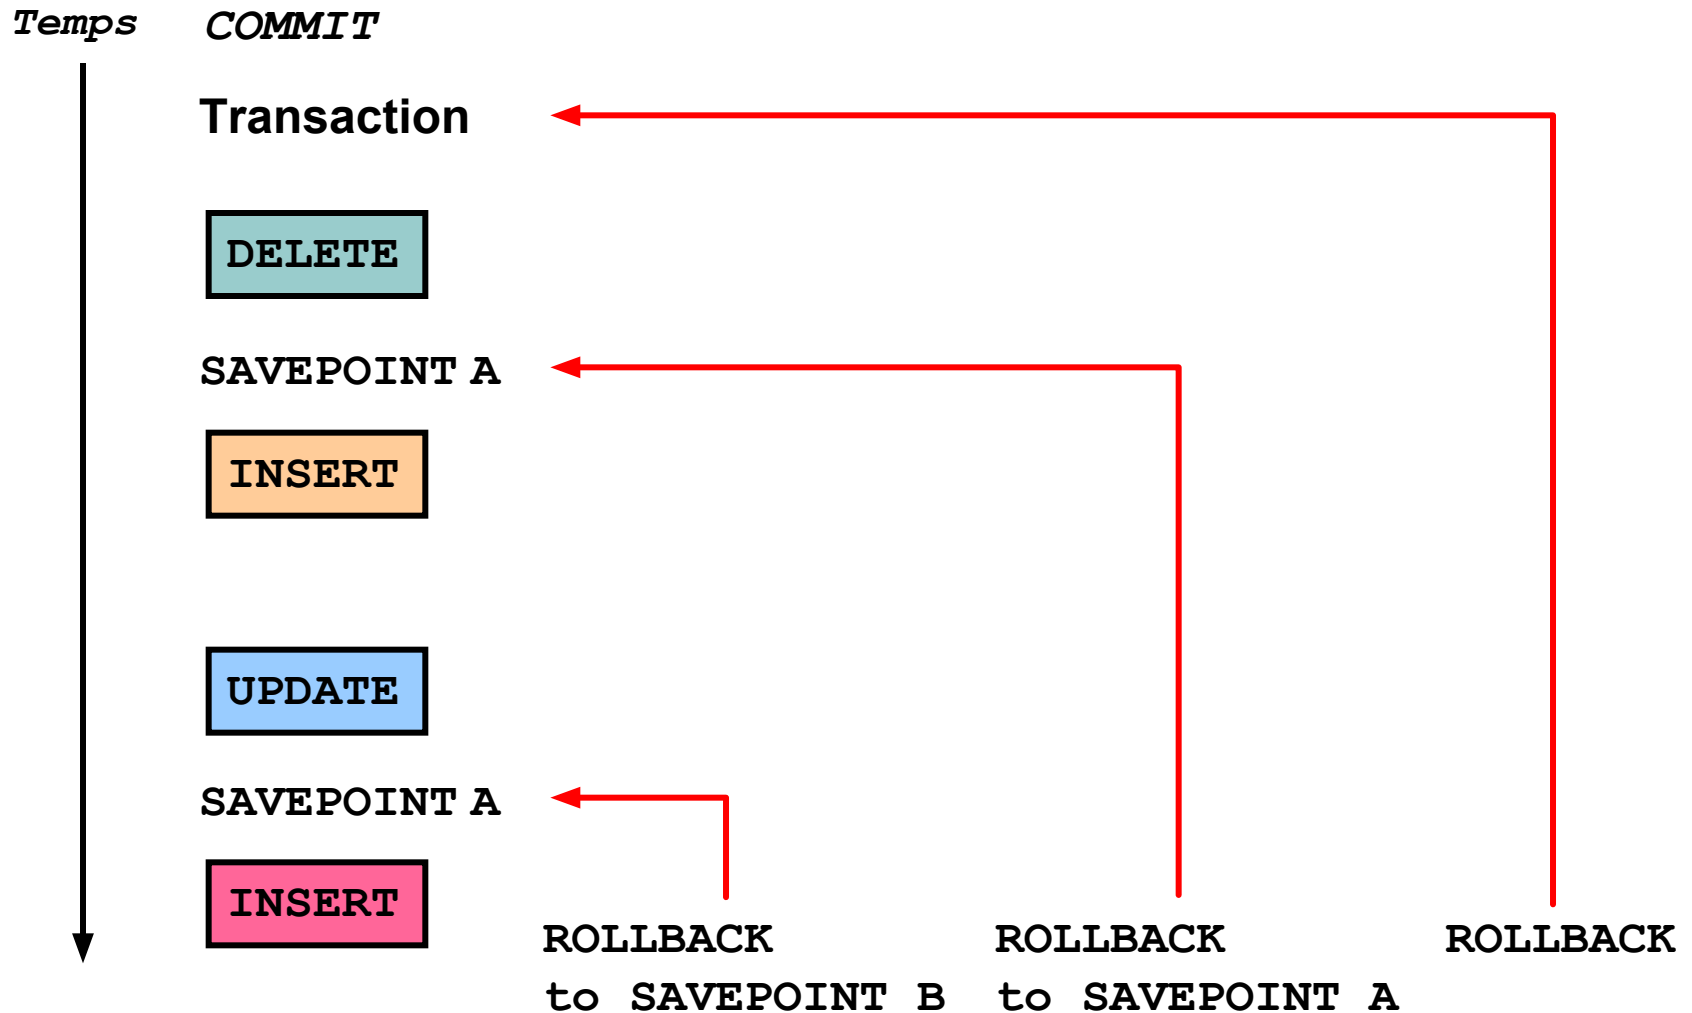 Temps COMMIT
Transaction
DELETE
SAVEPOINT A
INSERT
UPDATE
SAVEPOINT A
INSERT
ROLLBACK
to SAVEPOINT B
ROLLBACK
to SAVEPOINT A
ROLLBACK